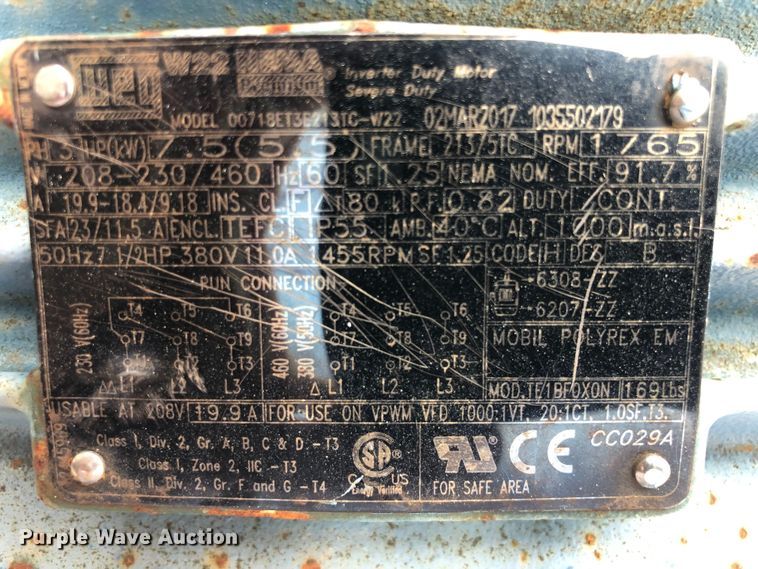 WEG W22
Inverter Duty Motor
Severe Duty
MODEL 00718ET3E213TC-W22 02MAR2017 1035502179
PH 3 HP(kW) 7.5(5.5) FRAME 213/5TC RPM 1765
V 208-230/460 Hz 60 SF 1.25 NEMA NOM. EFF. 91.7 %
A 19.9-18.4/9.18 INS. CL. F ΔT 80 K P.F. 0.82 DUTY CONT.
SFA 23/11.5 A ENCL. TEFC IP55 AMB. 40°C ALT. 1000 m.a.s.l.
50Hz 7 1/2HP 380V 11.0A 1455RPM SF 1.25 CODE H DES B
RUN CONNECTION
6308-ZZ
6207-ZZ
MOBIL POLYREX EM
230 V(60Hz)
T4 T5 T6
T7 T8 T9
T1 T2 T3
L1 L2 L3
460 V(60Hz)
380 V(50Hz)
T4 T5 T6
T7 T8 T9
T1 T2 T3
Δ L1 L2 L3
MOD.TE1BF0X0N 169Lbs
USABLE AT 208V 19.9 A FOR USE ON VPWM VFD 1000:1VT, 20:1CT, 1.0SF,T3.
Class I, Div. 2, Gr. A, B, C & D - T3
Class I, Zone 2, IIC - T3
Class II, Div. 2, Gr. F and G - T4
C US
Energy Verified
FOR SAFE AREA
CE
CC029A
Purple Wave Auction